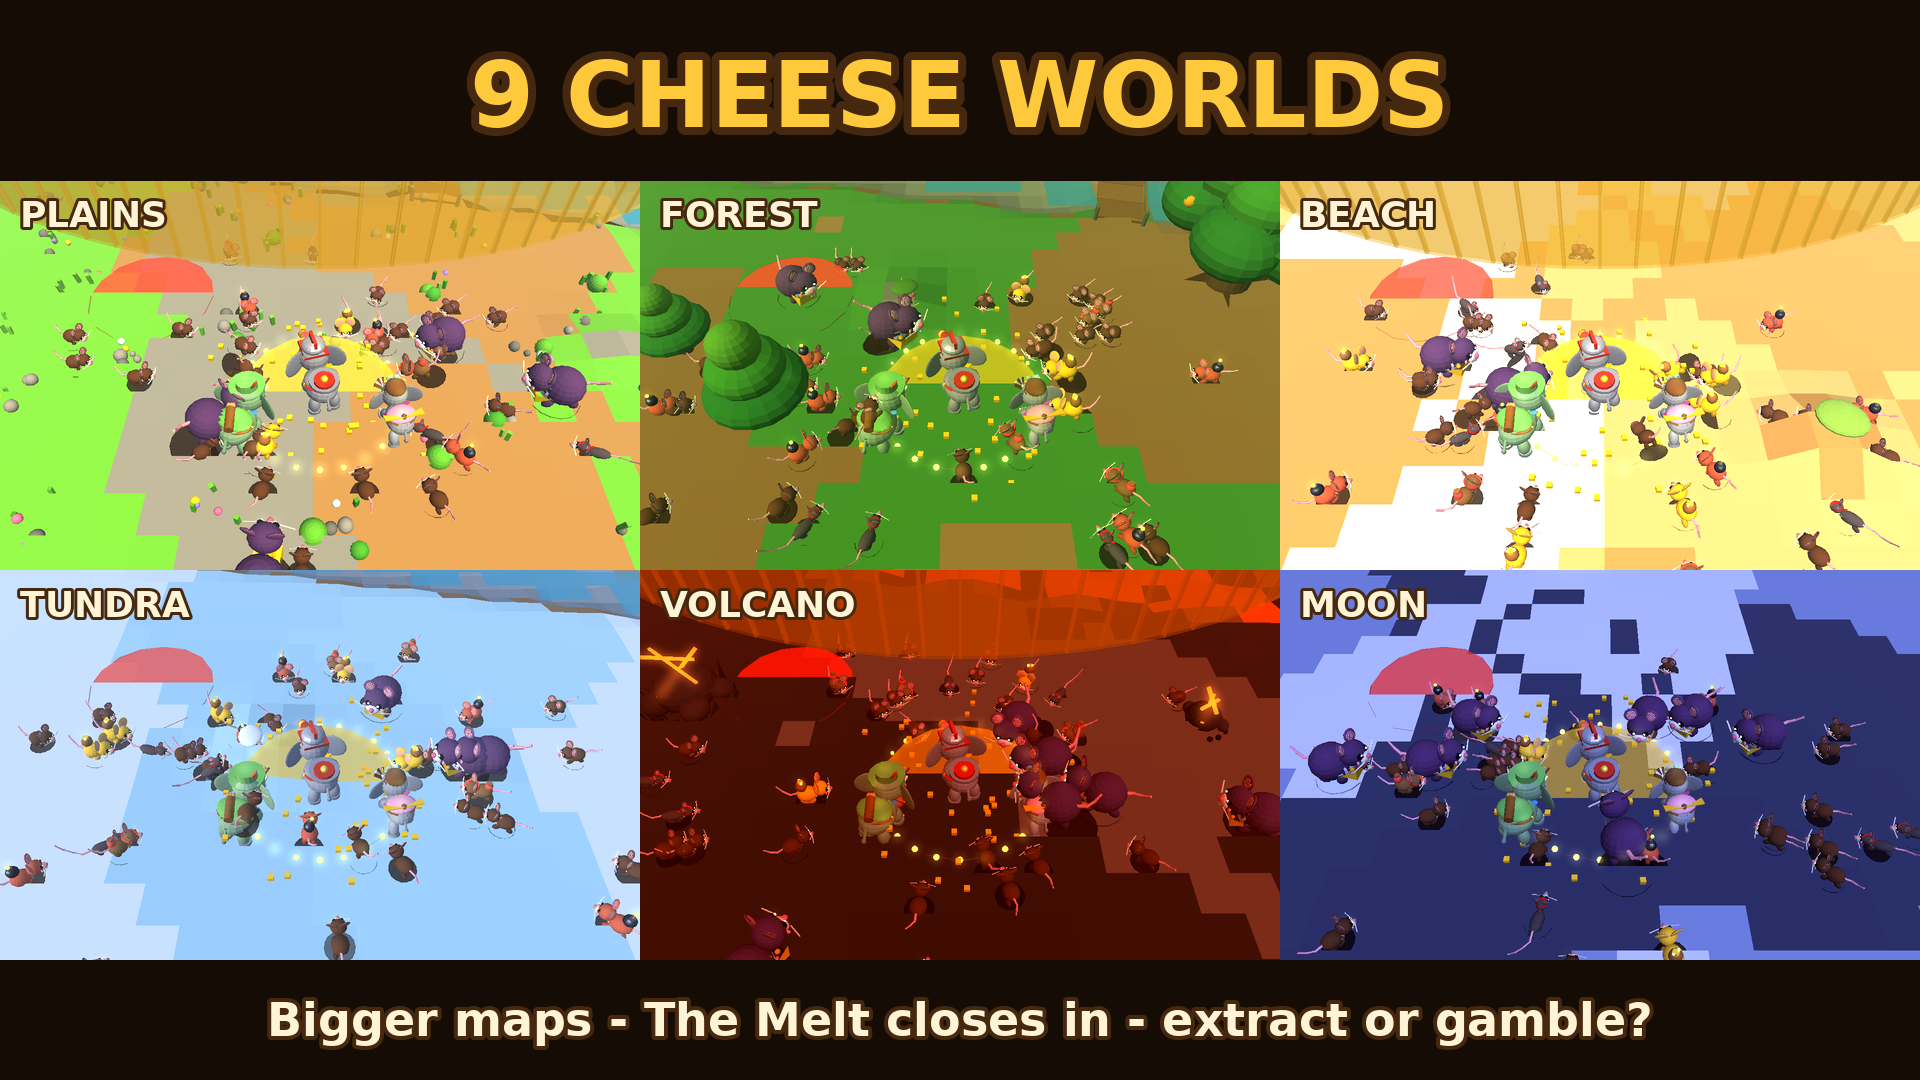 9 CHEESE WORLDS
PLAINS
FOREST
BEACH
TUNDRA
VOLCANO
MOON
Bigger maps - The Melt closes in - extract or gamble?